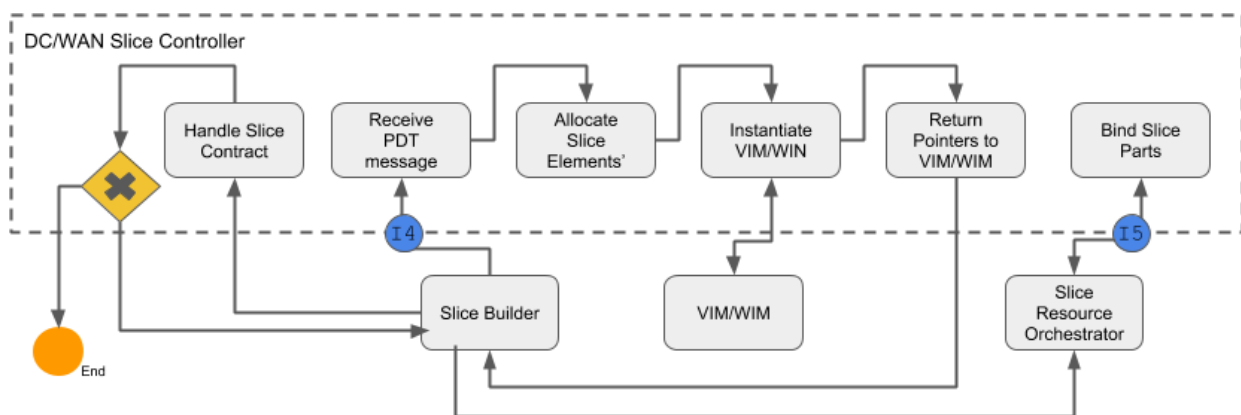 DC/WAN Slice Controller
Handle Slice
Contract
Receive
PDT
message
Allocate
Slice
Elements’
Instantiate
VIM/WIN
Return
Pointers to
VIM/WIM
Bind Slice
Parts
I4
I5
Slice Builder
VIM/WIM
Slice
Resource
Orchestrator
End